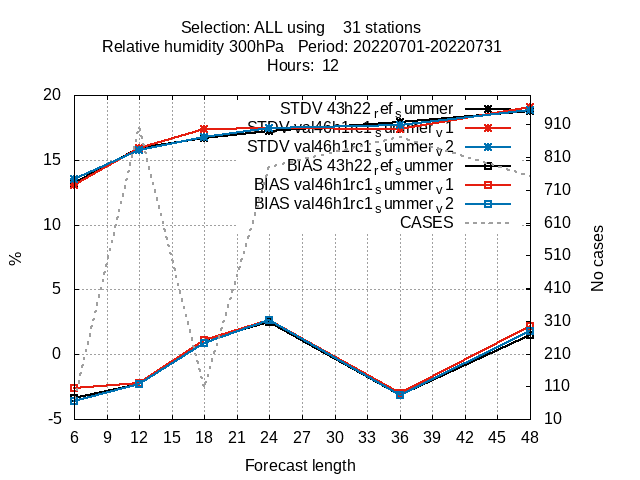 Selection: ALL using 31 stations
Relative humidity 300hPa Period: 20220701-20220731
Hours: 12
STDV 43h22_ref_summer
STDV val46h1rc1_summer_v1
STDV val46h1rc1_summer_v2
BIAS 43h22_ref_summer
BIAS val46h1rc1_summer_v1
BIAS val46h1rc1_summer_v2
CASES
20
15
10
5
0
-5
%
910
810
710
610
510
410
310
210
110
10
No cases
6 9 12 15 18 21 24 27 30 33 36 39 42 45 48
Forecast length